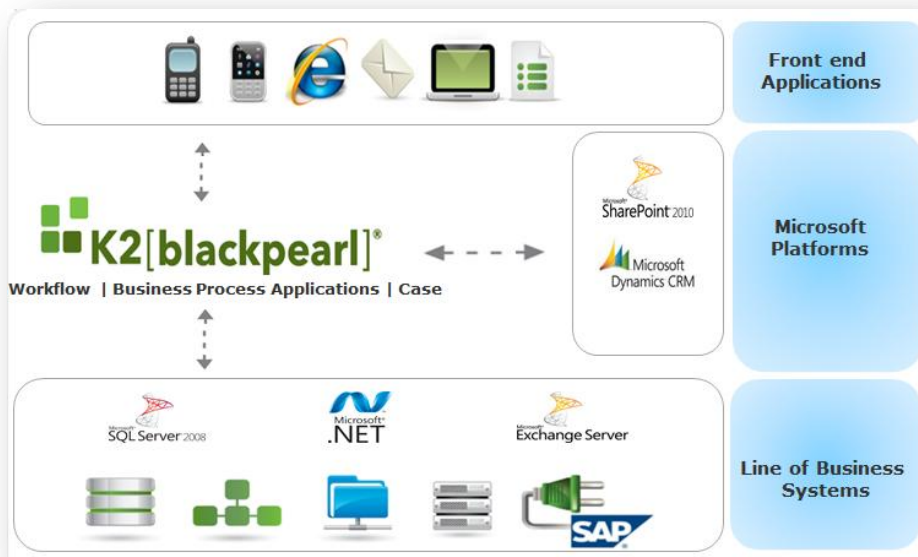 Front end
Applications
Microsoft®
SharePoint 2010
K2[blackpearl]®
Microsoft
Platforms
Microsoft
Dynamics CRM
Workflow | Business Process Applications | Case
Microsoft®
SQL Server 2008
Microsoft®
.NET
Microsoft®
Exchange Server
Line of Business
Systems
SAP